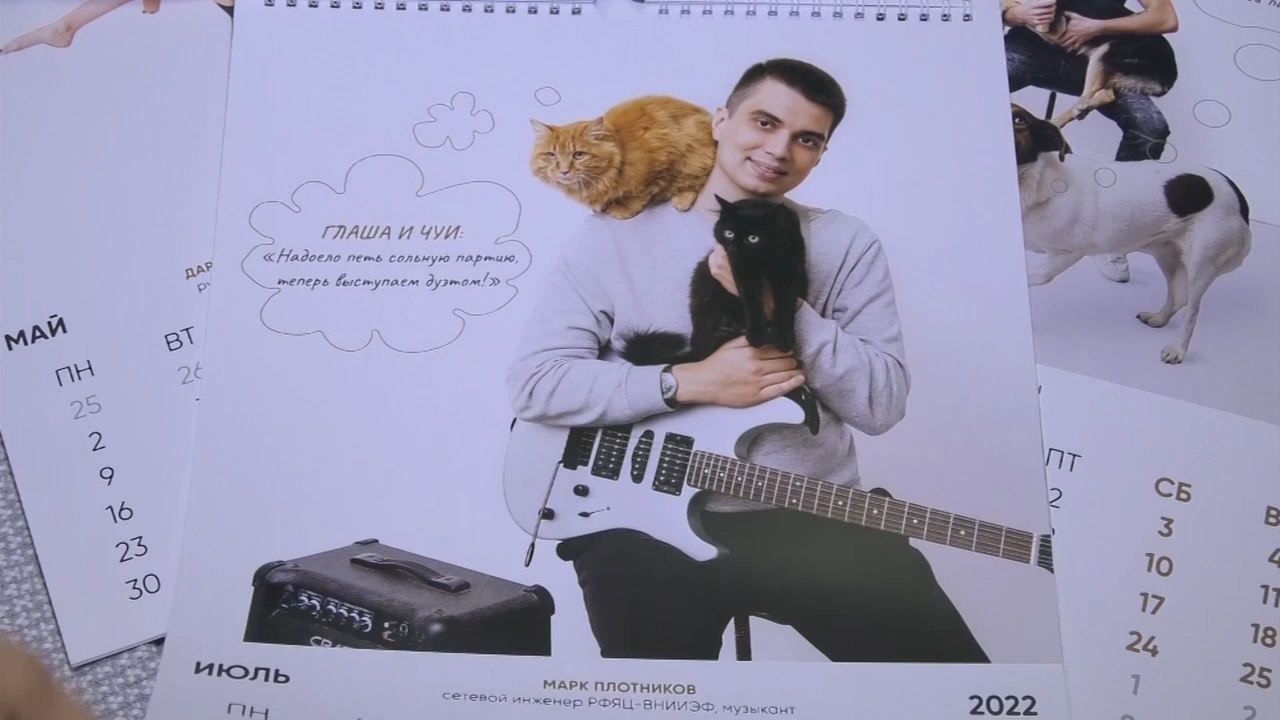 ГЛАША И ЧУИ:
«Надоело петь сольную партию,
теперь выступаем дуэтом!»
ИЮЛЬ
ПН
МАРК ПЛОТНИКОВ
сетевой инженер РФЯЦ-ВНИИЭФ, музыкант
2022
ДАР
МАЙ
ПН ВТ
25 26
2
9
16
23
30
ПТ СБ В
2 3 4
10 11
17 18
24 25
1 2